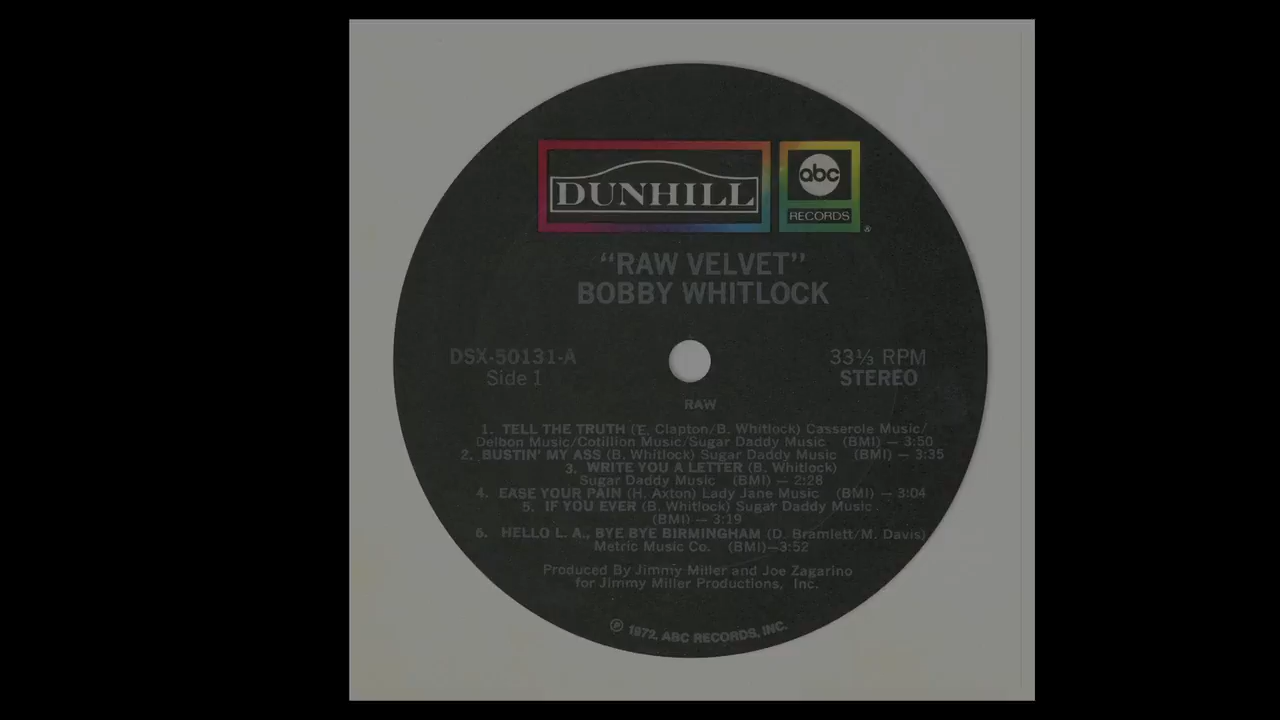 DUNHILL
abc
RECORDS
®
"RAW VELVET"
BOBBY WHITLOCK
DSX-50131-A
Side 1
33⅓ RPM
STEREO
RAW
1. TELL THE TRUTH (E. Clapton/B. Whitlock) Casserole Music/
Delbon Music/Cotillion Music/Sugar Daddy Music (BMI) — 3:50
2. BUSTIN' MY ASS (B. Whitlock) Sugar Daddy Music (BMI) — 3:35
3. WRITE YOU A LETTER (B. Whitlock)
Sugar Daddy Music (BMI) — 2:28
4. EASE YOUR PAIN (H. Axton) Lady Jane Music (BMI) — 3:04
5. IF YOU EVER (B. Whitlock) Sugar Daddy Music
(BMI) — 3:19
6. HELLO L. A., BYE BYE BIRMINGHAM (D. Bramlett/M. Davis)
Metric Music Co. (BMI)—3:52
Produced By Jimmy Miller and Joe Zagarino
for Jimmy Miller Productions, Inc.
℗ 1972, ABC RECORDS, INC.